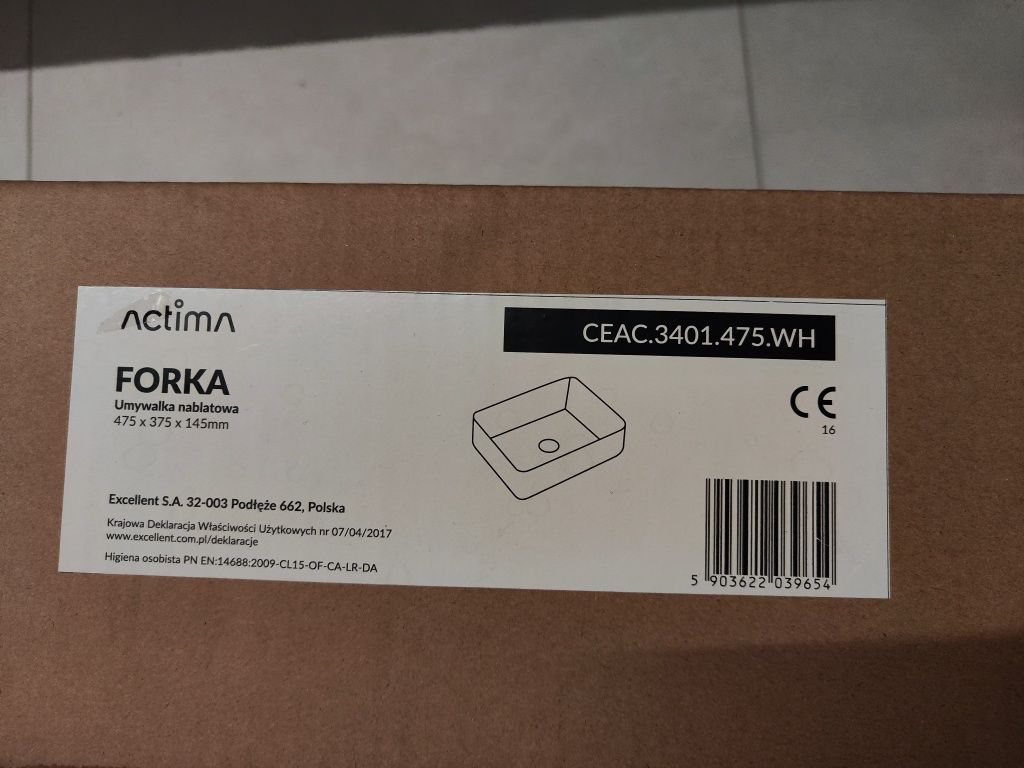 actima
CEAC.3401.475.WH
FORKA
Umywalka nablatowa
475 x 375 x 145mm
CE
16
Excellent S.A. 32-003 Podłęże 662, Polska
Krajowa Deklaracja Właściwości Użytkowych nr 07/04/2017
www.excellent.com.pl/deklaracje
Higiena osobista PN EN:14688:2009-CL15-OF-CA-LR-DA
5 903622 039654